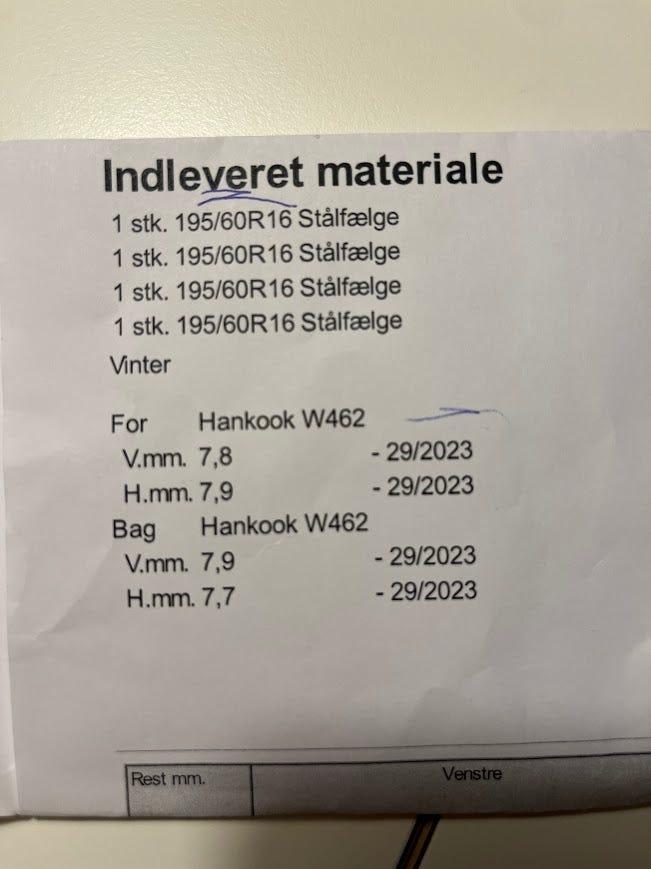 Indleveret materiale
1 stk. 195/60R16 Stålfælge
1 stk. 195/60R16 Stålfælge
1 stk. 195/60R16 Stålfælge
1 stk. 195/60R16 Stålfælge
Vinter
For Hankook W462
V.mm. 7,8 - 29/2023
H.mm. 7,9 - 29/2023
Bag Hankook W462
V.mm. 7,9 - 29/2023
H.mm. 7,7 - 29/2023
Rest mm. Venstre